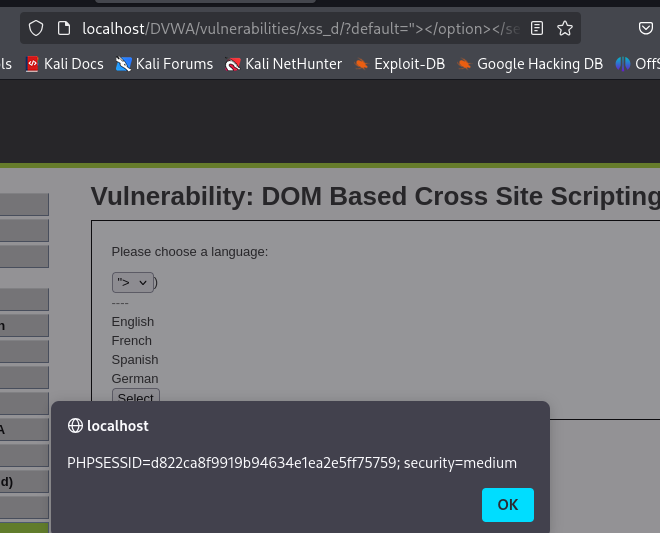 localhost/DVWA/vulnerabilities/xss_d/?default="></option></se
ls Kali Docs Kali Forums Kali NetHunter Exploit-DB Google Hacking DB OffS
Vulnerability: DOM Based Cross Site Scripting
Please choose a language:
"> )
----
English
French
Spanish
German
Select
n
A
d)
localhost
PHPSESSID=d822ca8f9919b94634e1ea2e5ff75759; security=medium
OK